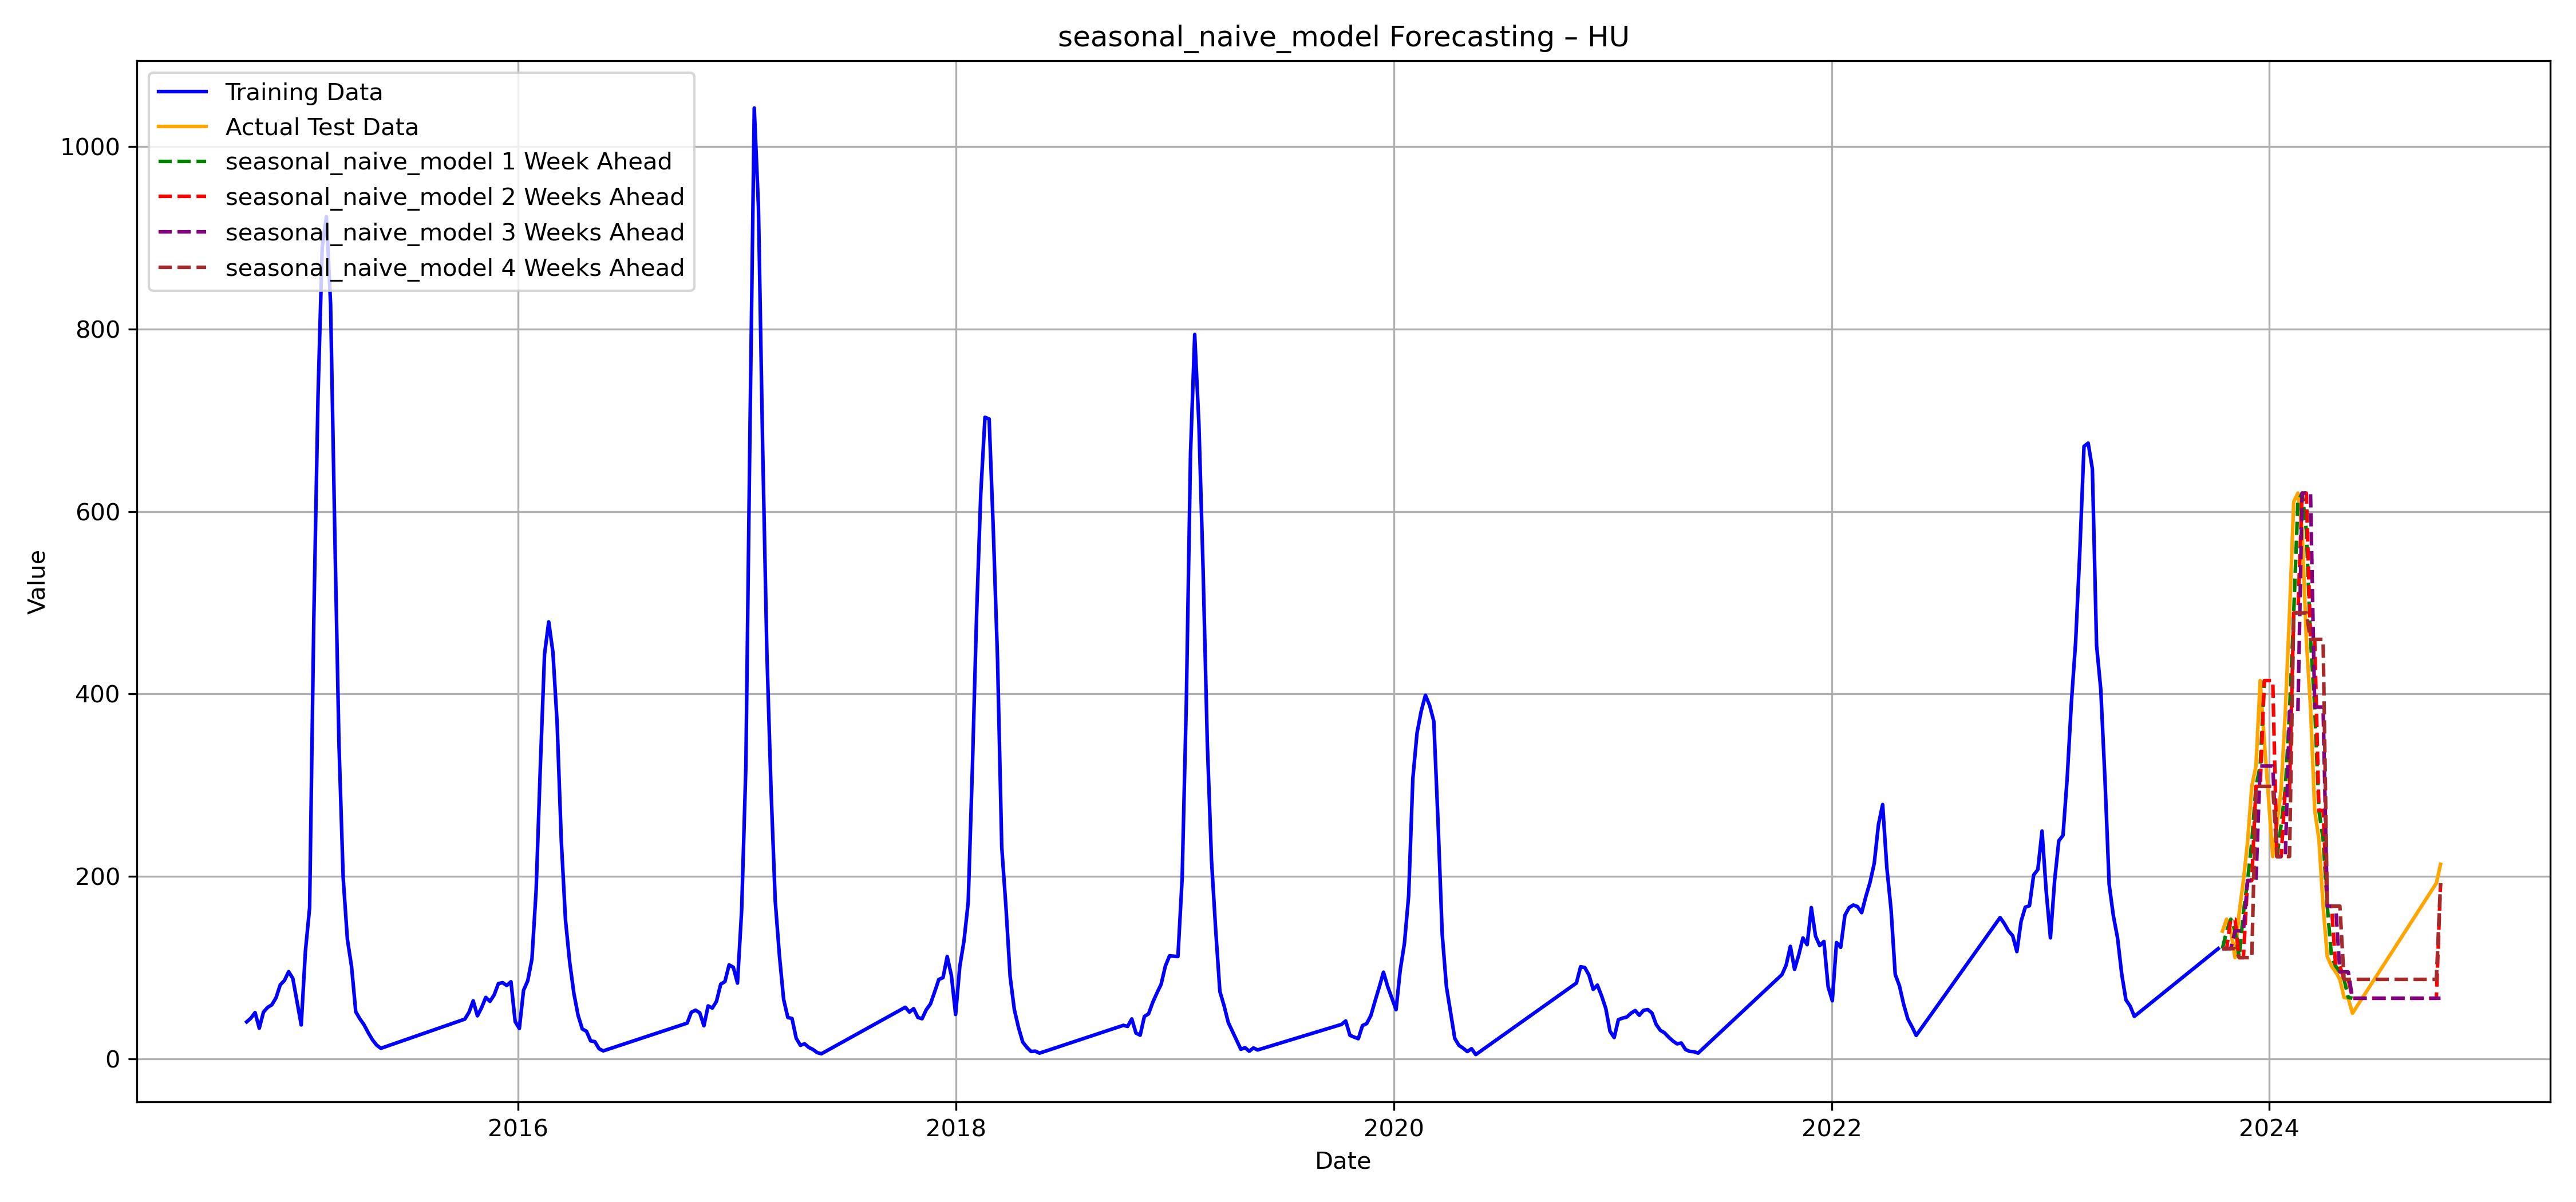 seasonal_naive_model Forecasting – HU
Training Data
Actual Test Data
seasonal_naive_model 1 Week Ahead
seasonal_naive_model 2 Weeks Ahead
seasonal_naive_model 3 Weeks Ahead
seasonal_naive_model 4 Weeks Ahead
1000
800
600
400
200
0
Value
2016
2018
2020
2022
2024
Date